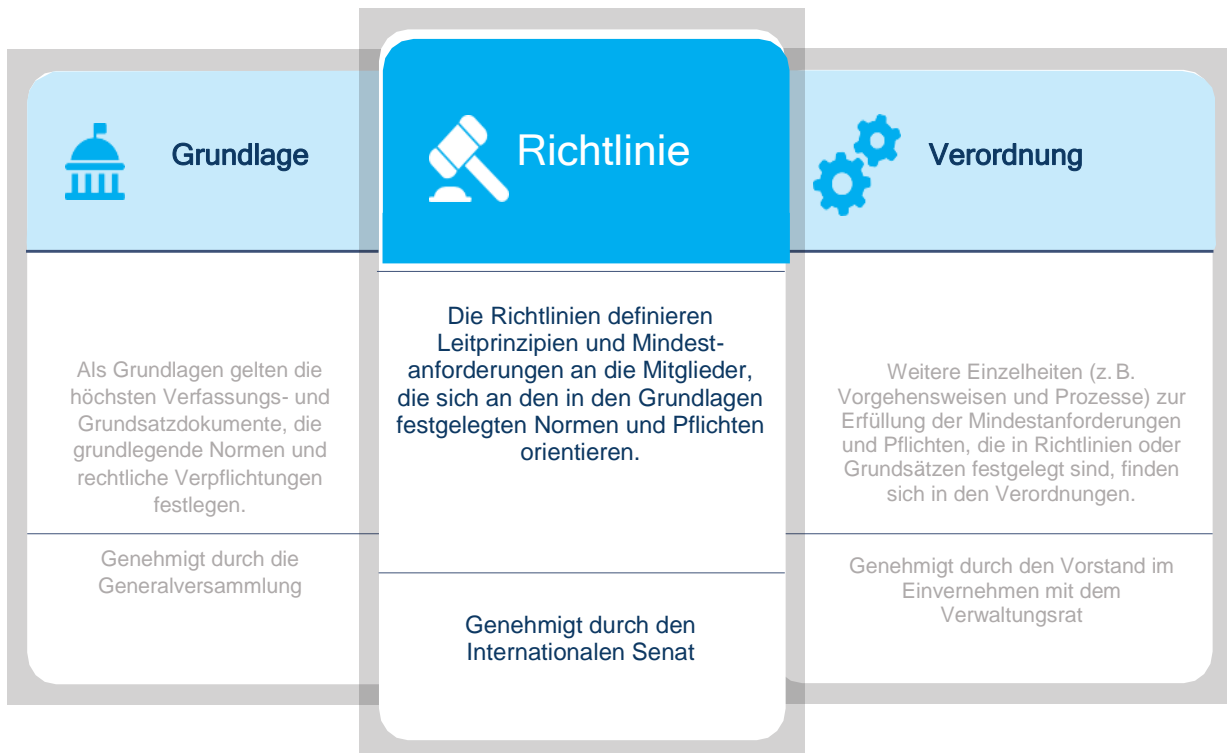 Grundlage
Als Grundlagen gelten die
höchsten Verfassungs- und
Grundsatzdokumente, die
grundlegende Normen und
rechtliche Verpflichtungen
festlegen.
Genehmigt durch die
Generalversammlung
Richtlinie
Die Richtlinien definieren
Leitprinzipien und Mindest-
anforderungen an die Mitglieder,
die sich an den in den Grundlagen
festgelegten Normen und Pflichten
orientieren.
Genehmigt durch den
Internationalen Senat
Verordnung
Weitere Einzelheiten (z. B.
Vorgehensweisen und Prozesse) zur
Erfüllung der Mindestanforderungen
und Pflichten, die in Richtlinien oder
Grundsätzen festgelegt sind, finden
sich in den Verordnungen.
Genehmigt durch den Vorstand im
Einvernehmen mit dem
Verwaltungsrat